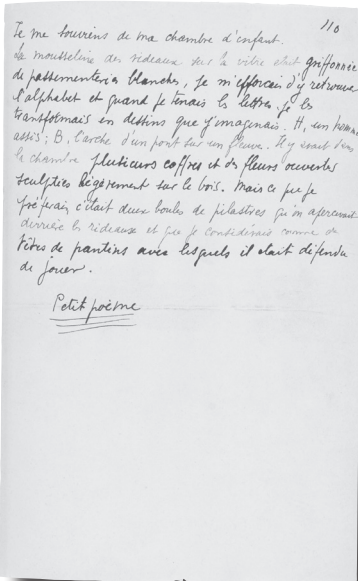 110
Je me souviens de ma chambre d'enfant.
La mousseline des rideaux sur la vitre était griffonnée
de passementeries blanches, je m'efforçais d'y retrouver
l'alphabet et quand je tenais les lettres, je les
transformais en dessins que j'imaginais. H, un homme
assis; B, l'arche d'un pont sur un fleuve. Il y avait dans
la chambre plusieurs coffres et des fleurs ouvertes
sculptées légèrement sur le bois. Mais ce que je
préférais c'était deux boules de pilastres qu'on apercevait
derrière les rideaux et que je considérais comme des
têtes de pantins avec lesquels il était défendu
de jouer.
Petit poème